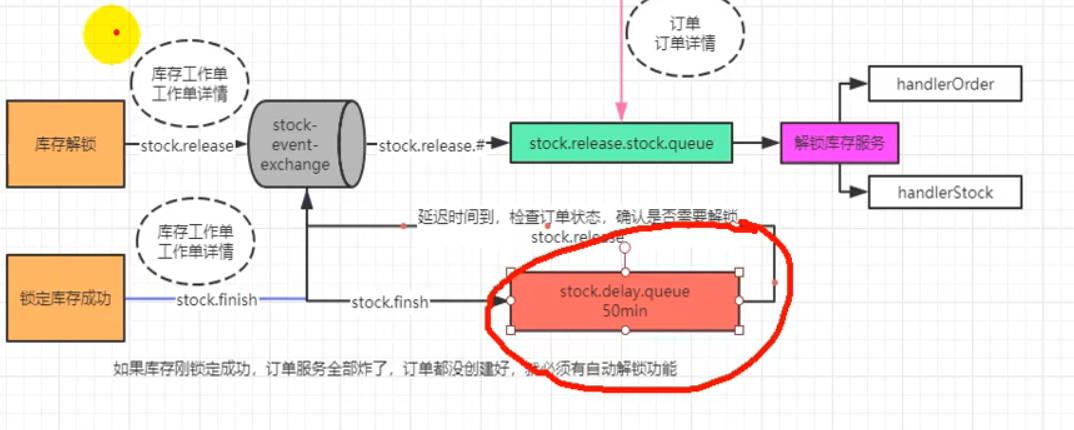 订单
订单详情
库存工作单
工作单详情
handlerOrder
库存解锁
stock.release
stock-
event-
exchange
stock.release.#
stock.release.stock.queue
解锁库存服务
handlerStock
库存工作单
工作单详情
延迟时间到，检查订单状态，确认是否需要解锁
stock.release
锁定库存成功
stock.finish
stock.finsh
stock.delay.queue
50min
如果库存刚锁定成功，订单服务全部炸了，订单都没创建好，就必须有自动解锁功能